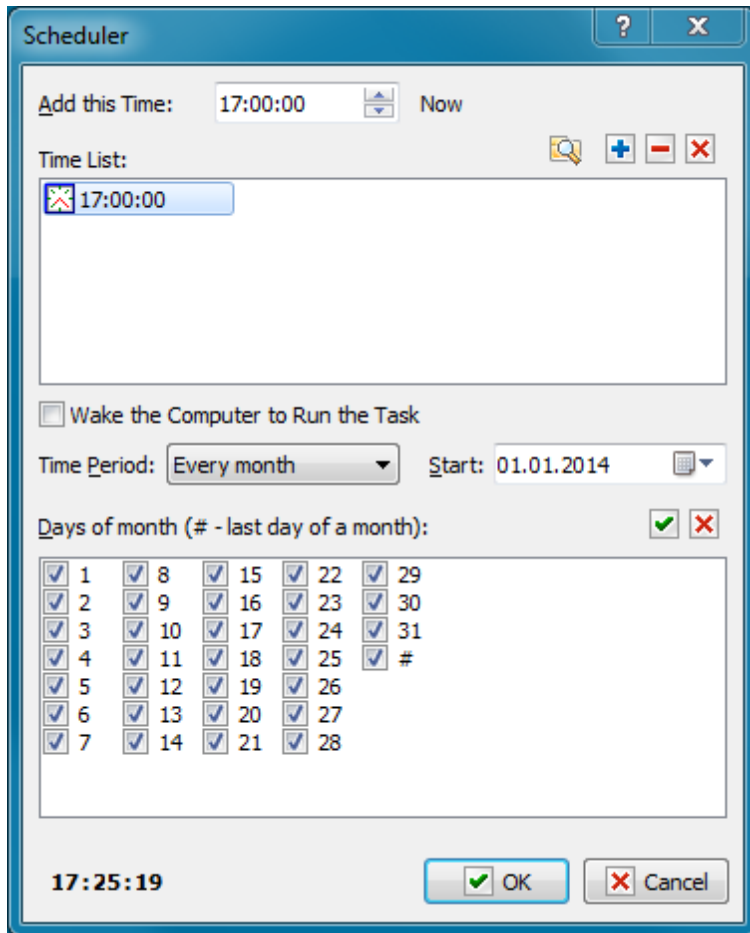 Scheduler
Add this Time: 17:00:00 Now
Time List:
17:00:00
Wake the Computer to Run the Task
Time Period: Every month Start: 01.01.2014
Days of month (# - last day of a month):
1 8 15 22 29
2 9 16 23 30
3 10 17 24 31
4 11 18 25 #
5 12 19 26
6 13 20 27
7 14 21 28
17:25:19 OK Cancel